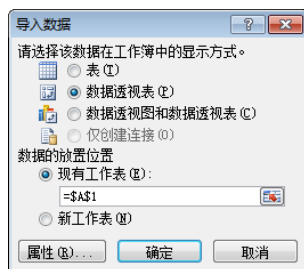 导入数据
请选择该数据在工作簿中的显示方式。
表(T)
数据透视表(P)
数据透视图和数据透视表(C)
仅创建连接(O)
数据的放置位置
现有工作表(E):
=$A$1
新工作表(N)
属性(R)... 确定 取消